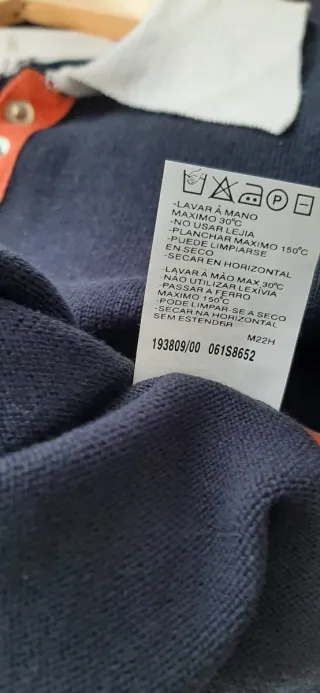 -LAVAR À MANO
MAXIMO 30°C
-NO USAR LEJIA
-PLANCHAR MAXIMO 150°C
-PUEDE LIMPIARSE
EN SECO
-SECAR EN HORIZONTAL
-LAVAR À MÃO MAX.30°C
-NÃO UTILIZAR LEXÍVIA
-PASSAR A FERRO
MAXIMO 150°C
-PODE LIMPAR-SE A SECO
-SECAR NA HORIZONTAL
SEM ESTENDER
M22H
193809/00 061S8652